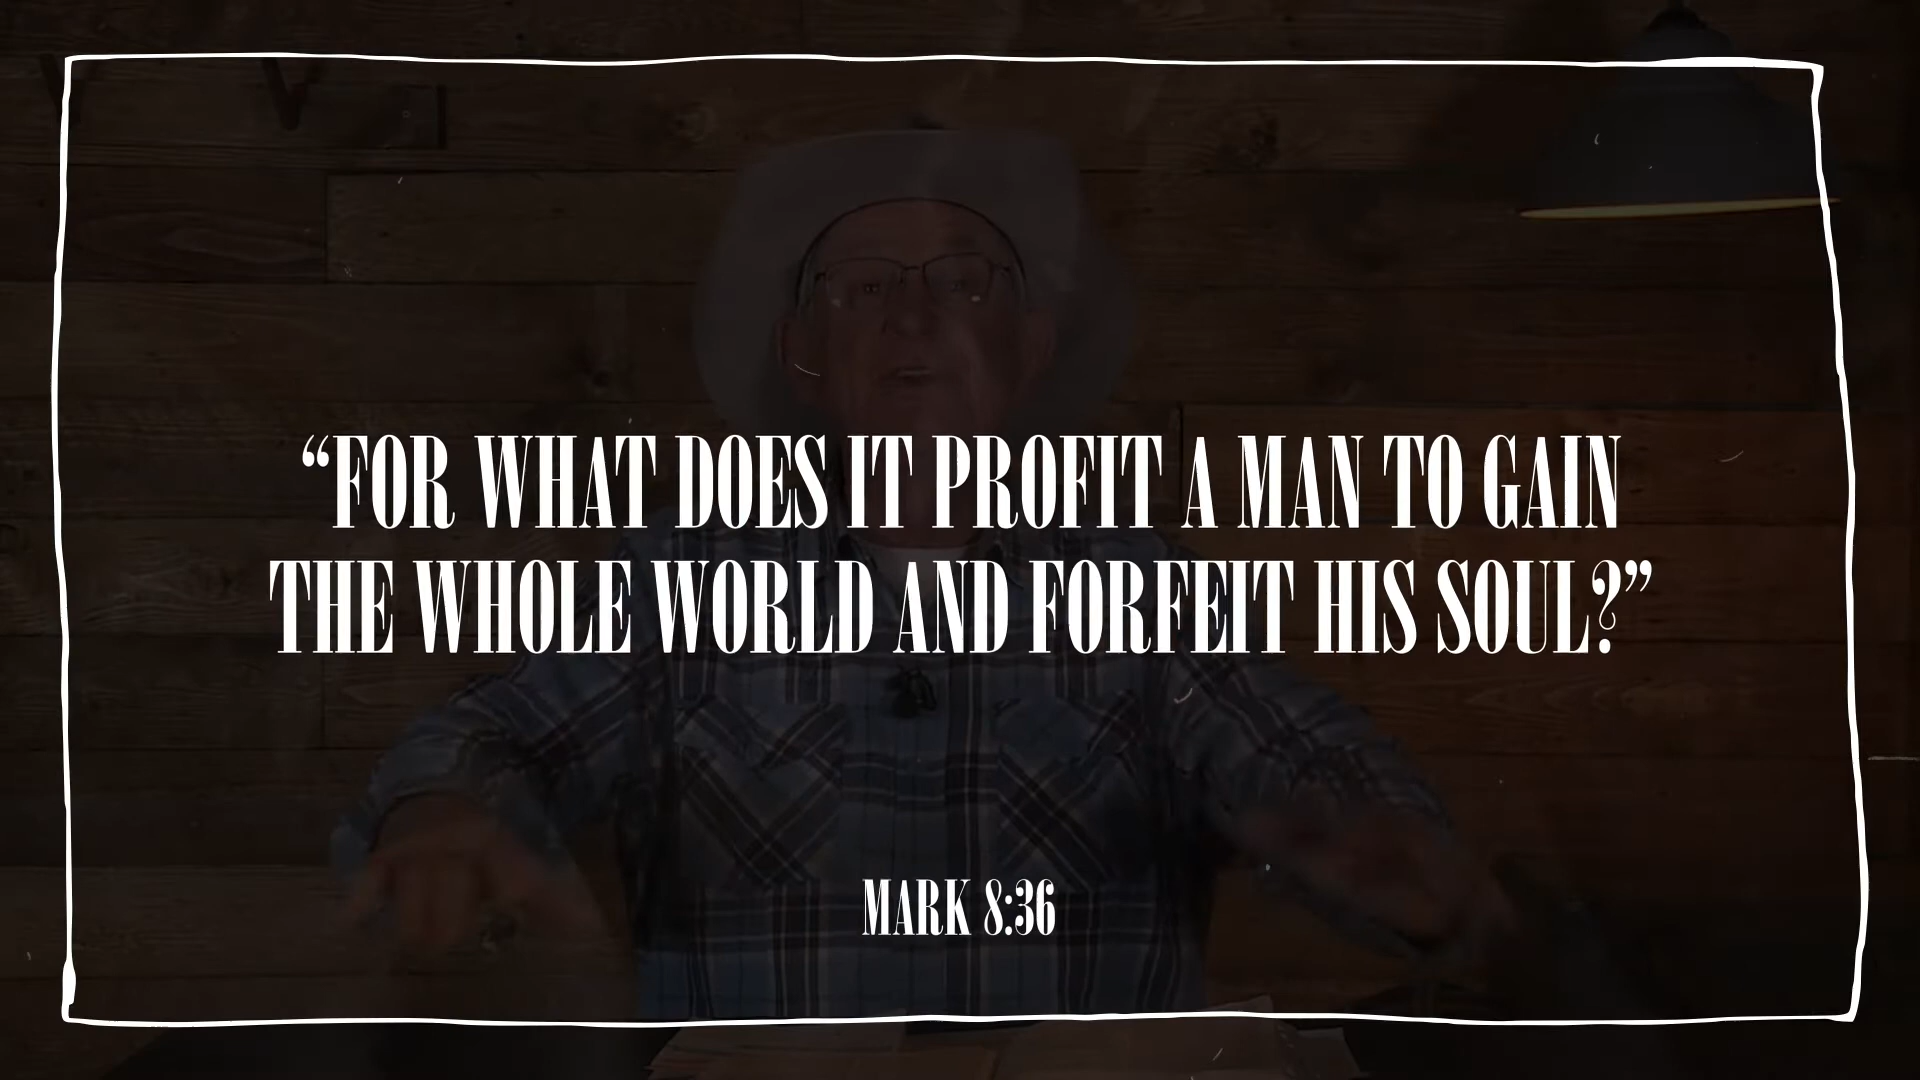 “FOR WHAT DOES IT PROFIT A MAN TO GAIN
THE WHOLE WORLD AND FORFEIT HIS SOUL?”
MARK 8:36